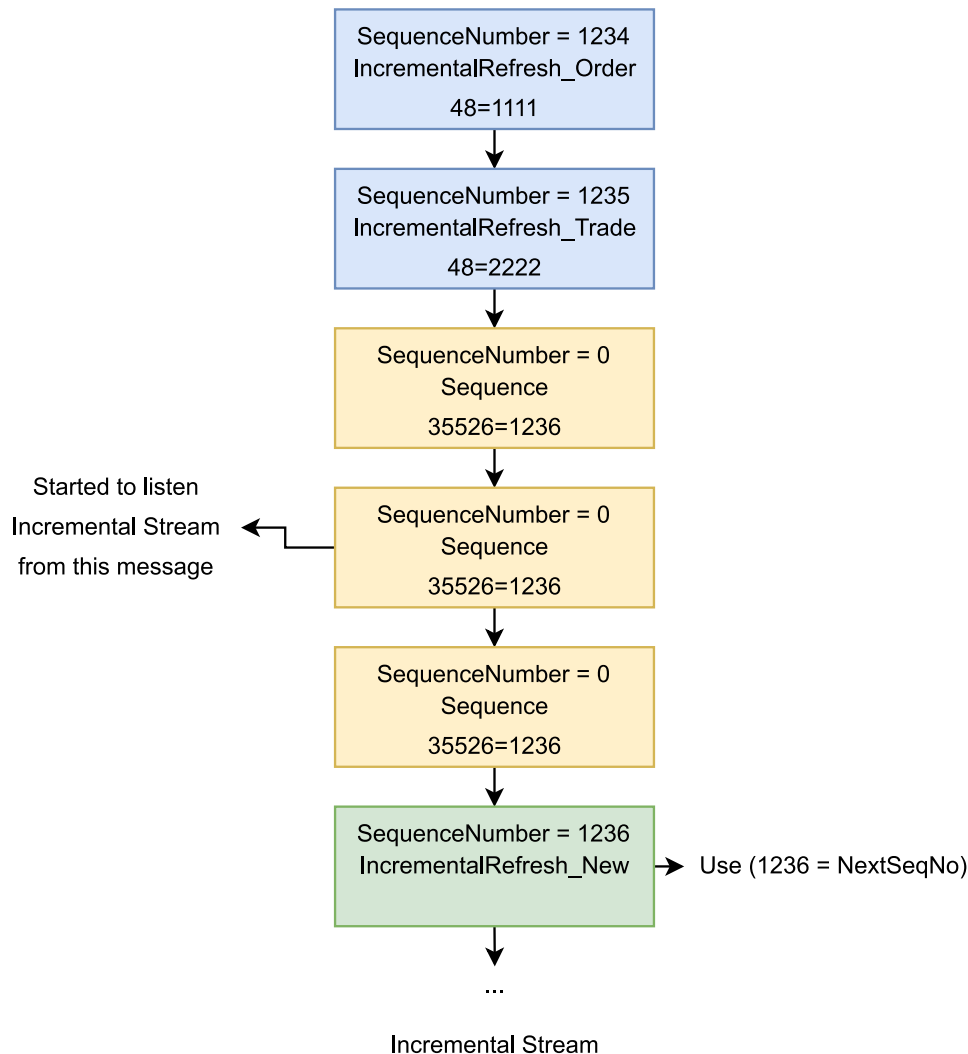 SequenceNumber = 1234
IncrementalRefresh_Order
48=1111
SequenceNumber = 1235
IncrementalRefresh_Trade
48=2222
SequenceNumber = 0
Sequence
35526=1236
Started to listen
Incremental Stream
from this message
SequenceNumber = 0
Sequence
35526=1236
SequenceNumber = 0
Sequence
35526=1236
SequenceNumber = 1236
IncrementalRefresh_New
Use (1236 = NextSeqNo)
...
Incremental Stream